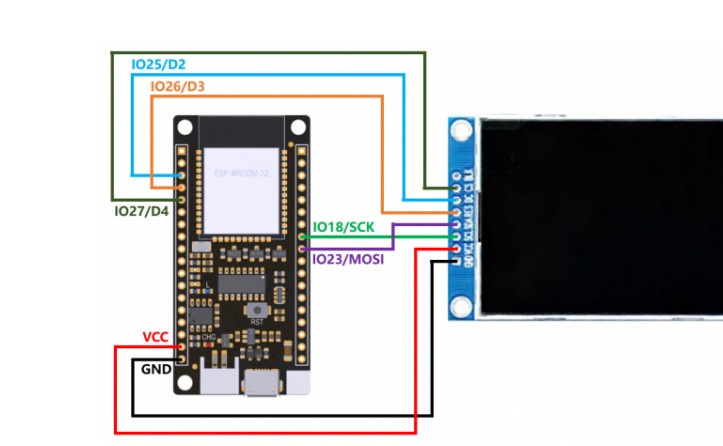 IO25/D2
IO26/D3
ESP-WROOM-32
IO27/D4
IO18/SCK
IO23/MOSI
L
RST
CHG
VCC
GND
GND VCC SCL SDA RES DC CS BLK